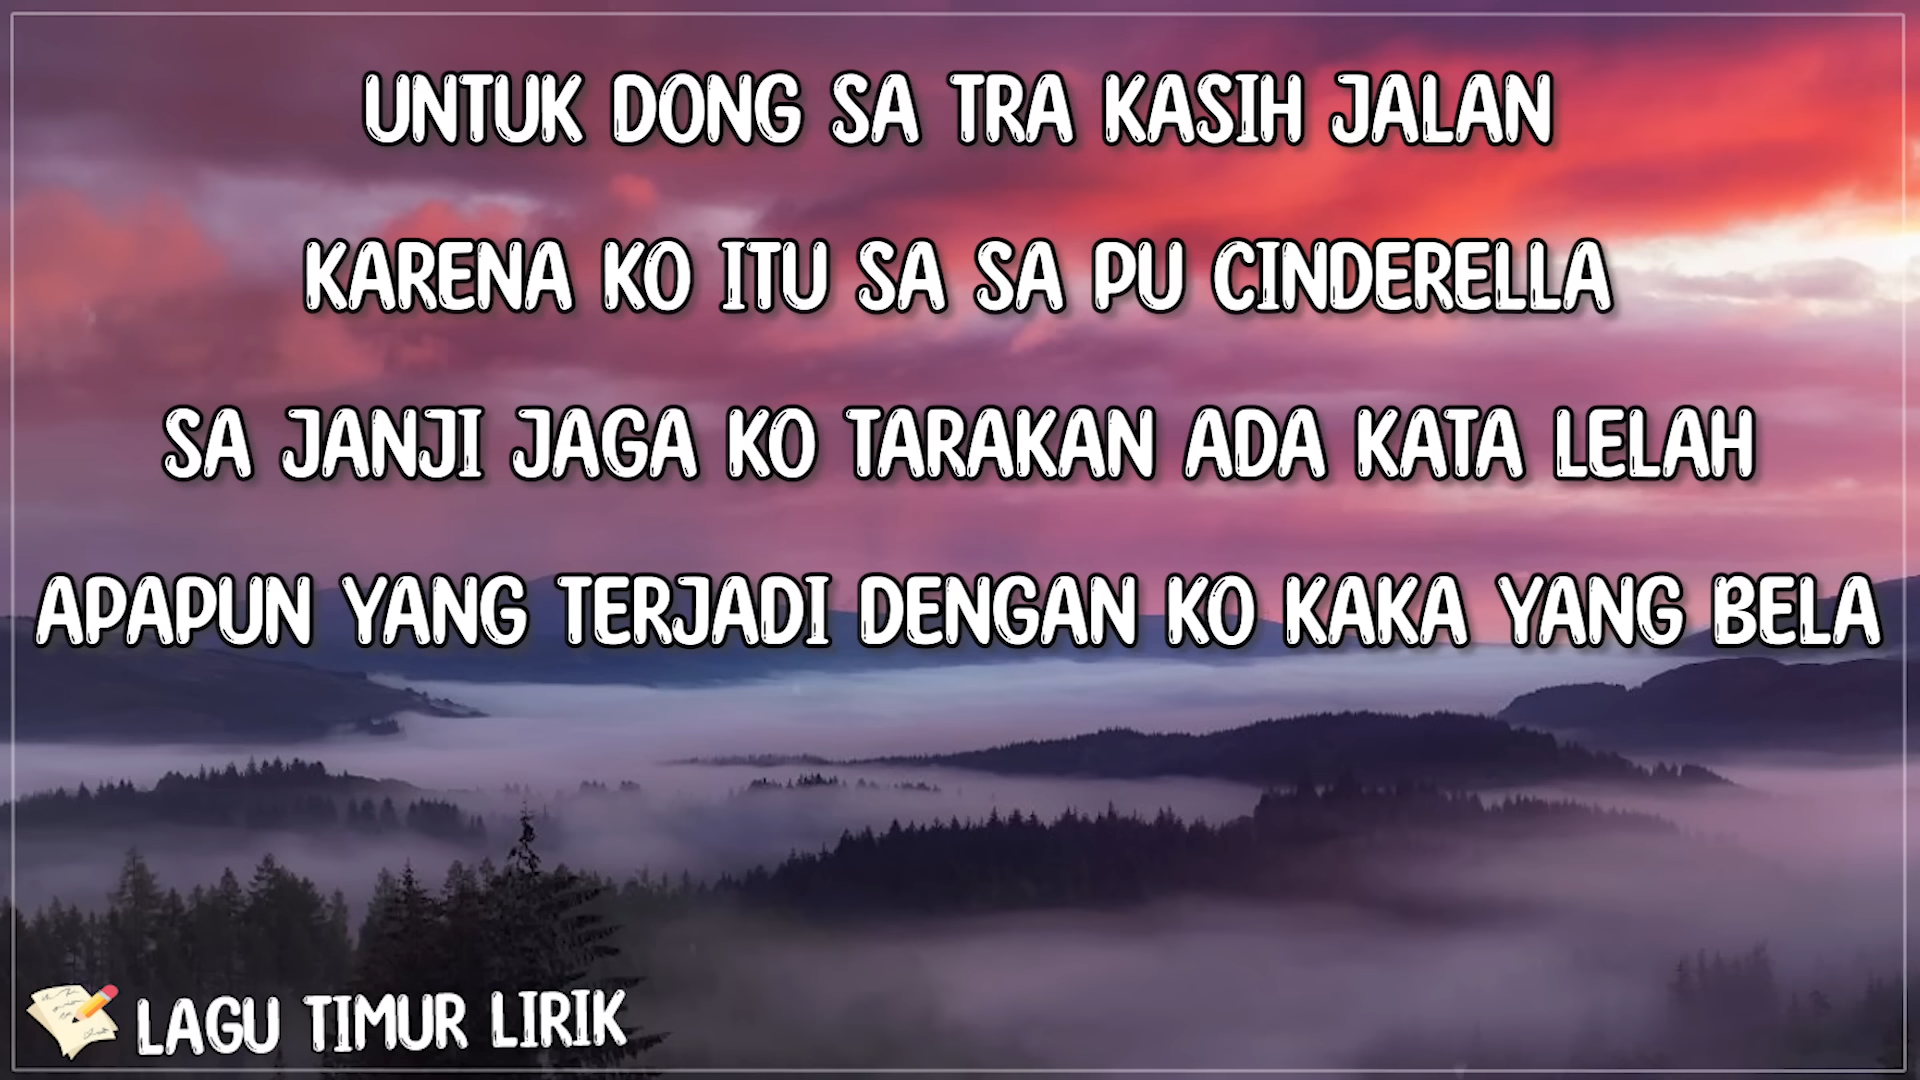 UNTUK DONG SA TRA KASIH JALAN
KARENA KO ITU SA SA PU CINDERELLA
SA JANJI JAGA KO TARAKAN ADA KATA LELAH
APAPUN YANG TERJADI DENGAN KO KAKA YANG BELA
LAGU TIMUR LIRIK